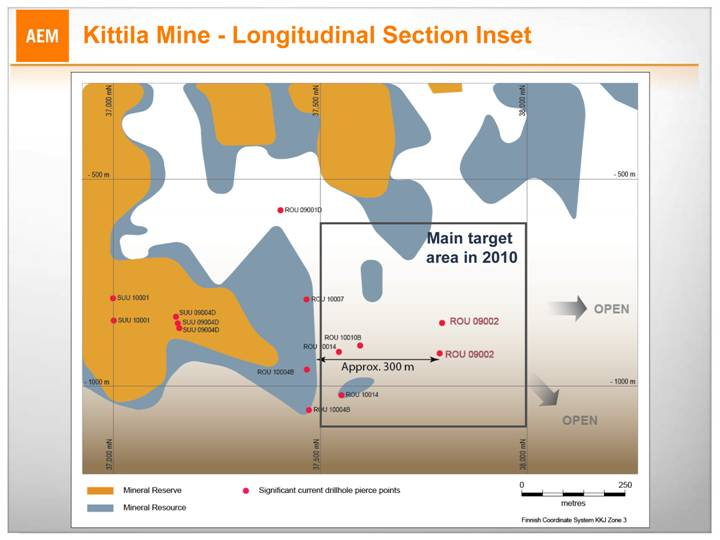 AEM
Kittila Mine - Longitudinal Section Inset
37,000 mN
37,500 mN
38,000 mN
- 500 m
- 500 m
ROU 09001D
Main target
area in 2010
SUU 10001
ROU 10007
OPEN
SUU 09004D
SUU 10001
SUU 09004D
SUU 09004D
ROU 09002
ROU 10010B
ROU 10014
ROU 09002
Approx. 300 m
ROU 10004B
- 1000 m
- 1000 m
ROU 10014
ROU 10004B
OPEN
37,000 mN
37,500 mN
38,000 mN
Mineral Reserve
Significant current drillhole pierce points
Mineral Resource
0
250
metres
Finnish Coordinate System KKJ Zone 3